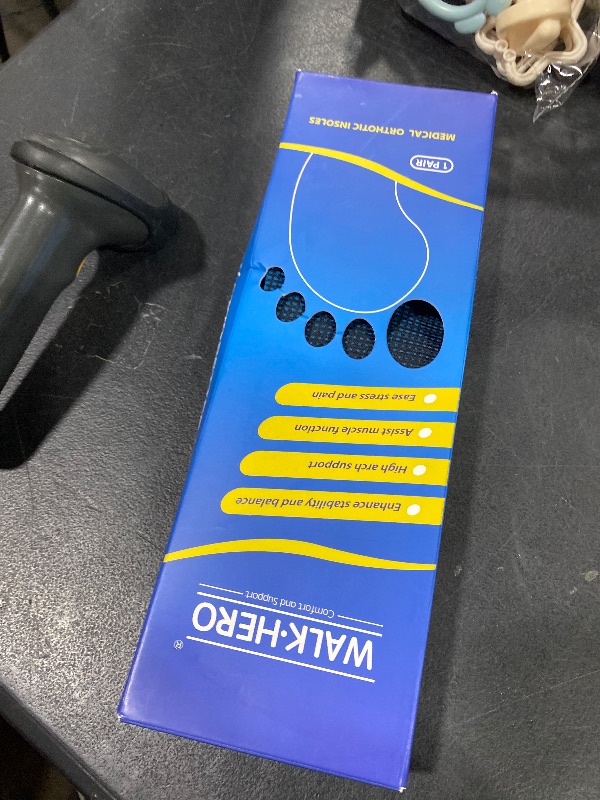 WALK·HERO®
Comfort and Support
Enhance stability and balance
High arch support
Assist muscle function
Ease stress and pain
1 PAIR
MEDICAL ORTHOTIC INSOLES